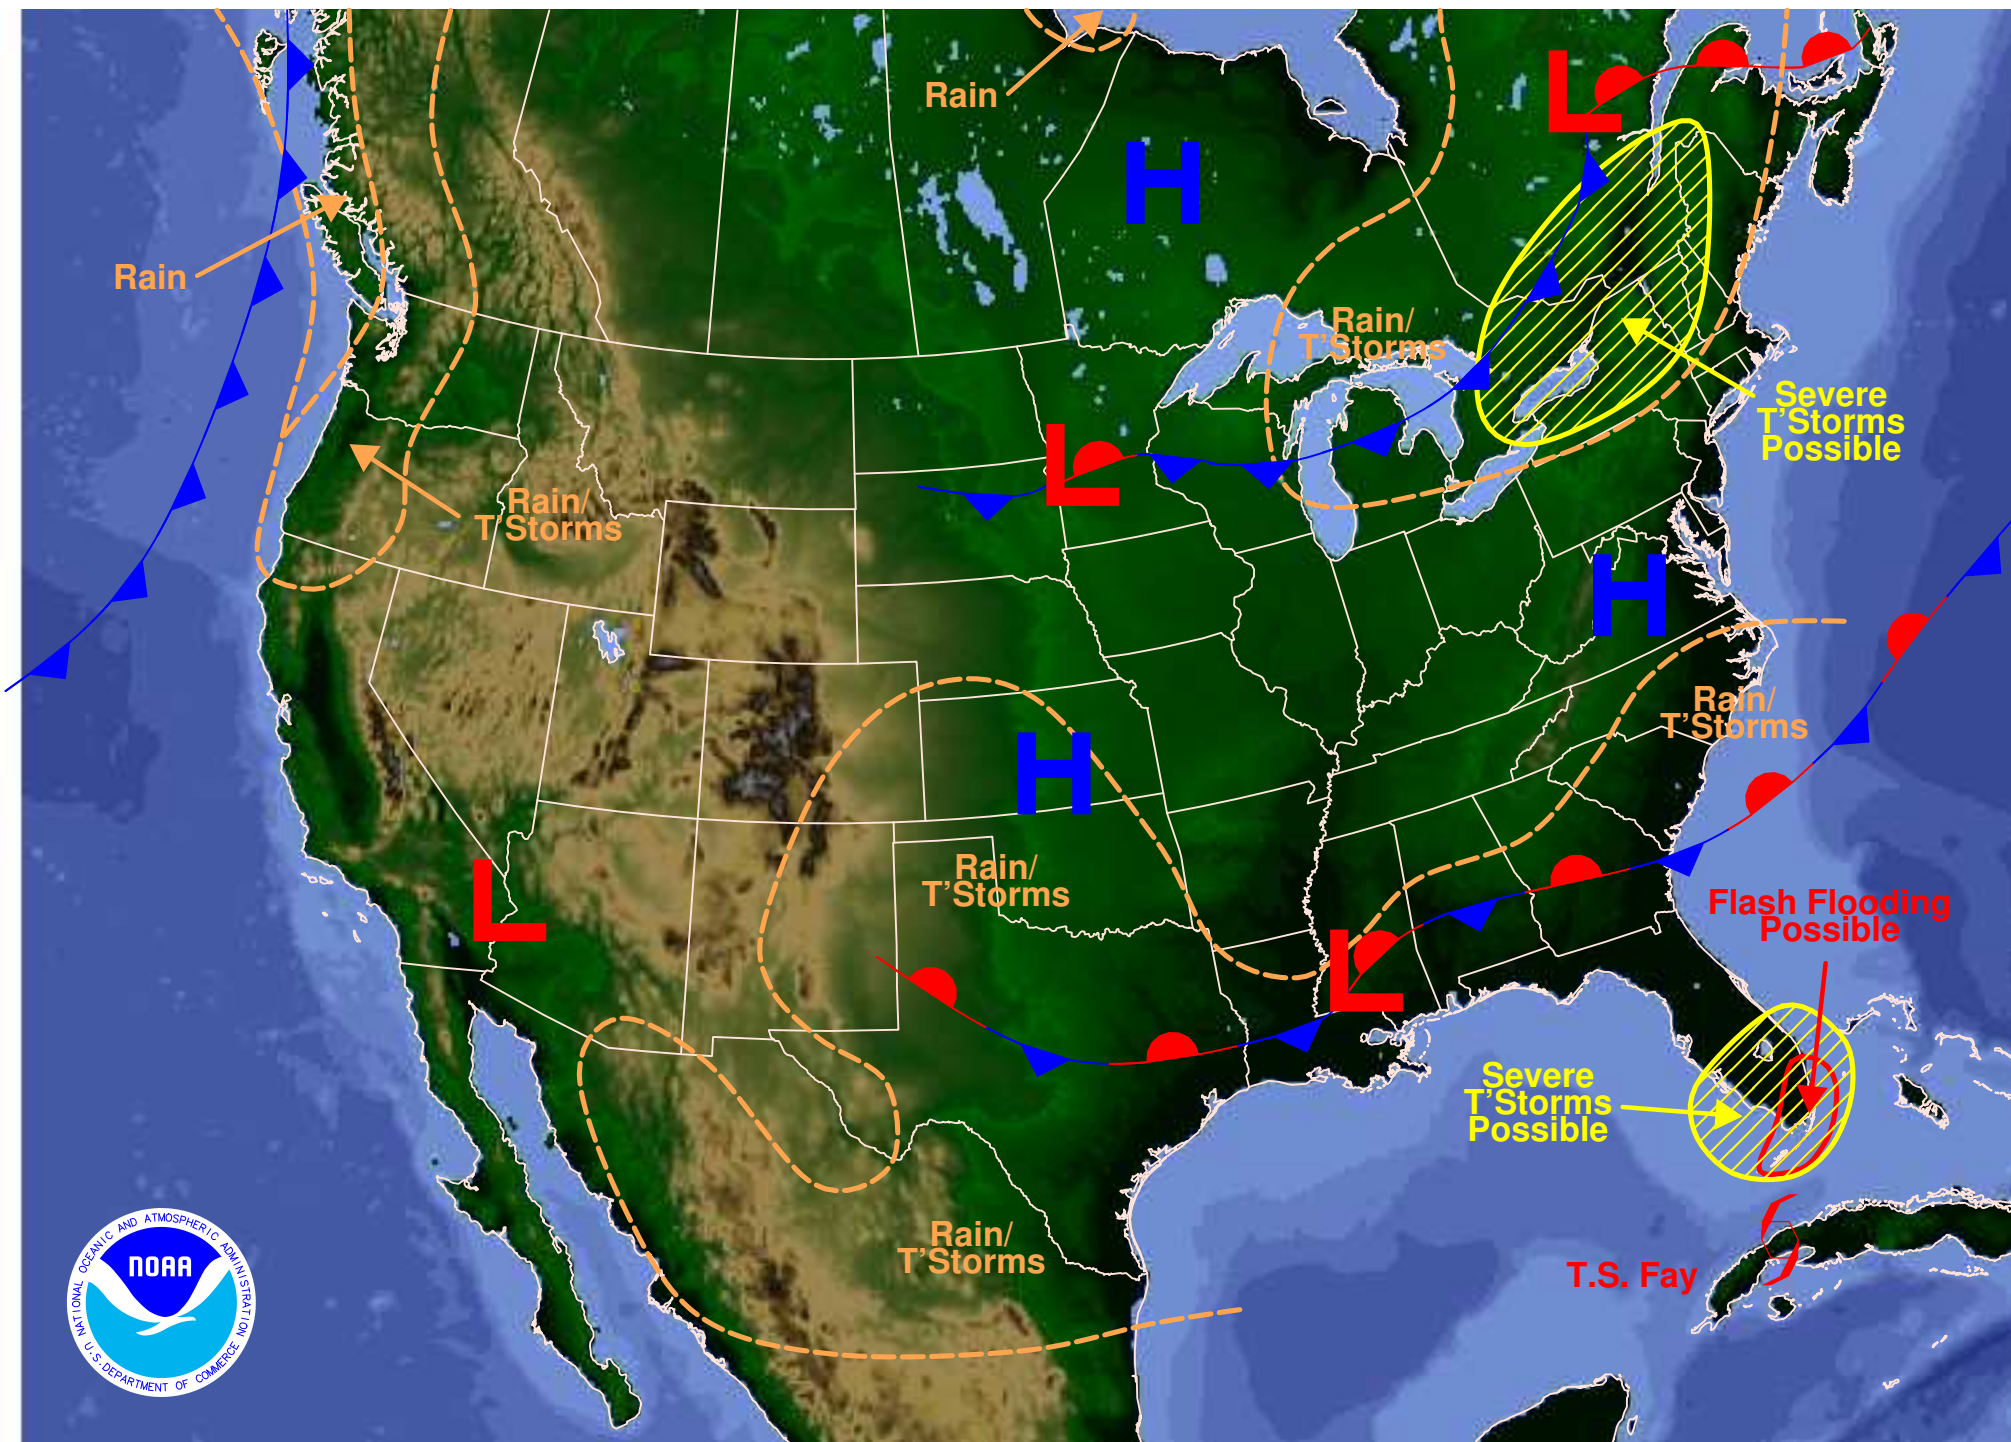 Rain
L
H
Rain
Rain/
T'Storms
Severe
T'Storms
Possible
L
Rain/
T'Storms
H
Rain/
T'Storms
H
L
Rain/
T'Storms
Flash Flooding
Possible
L
Severe
T'Storms
Possible
Rain/
T'Storms
T.S. Fay
NATIONAL OCEANIC AND ATMOSPHERIC ADMINISTRATION
NOAA
U.S. DEPARTMENT OF COMMERCE